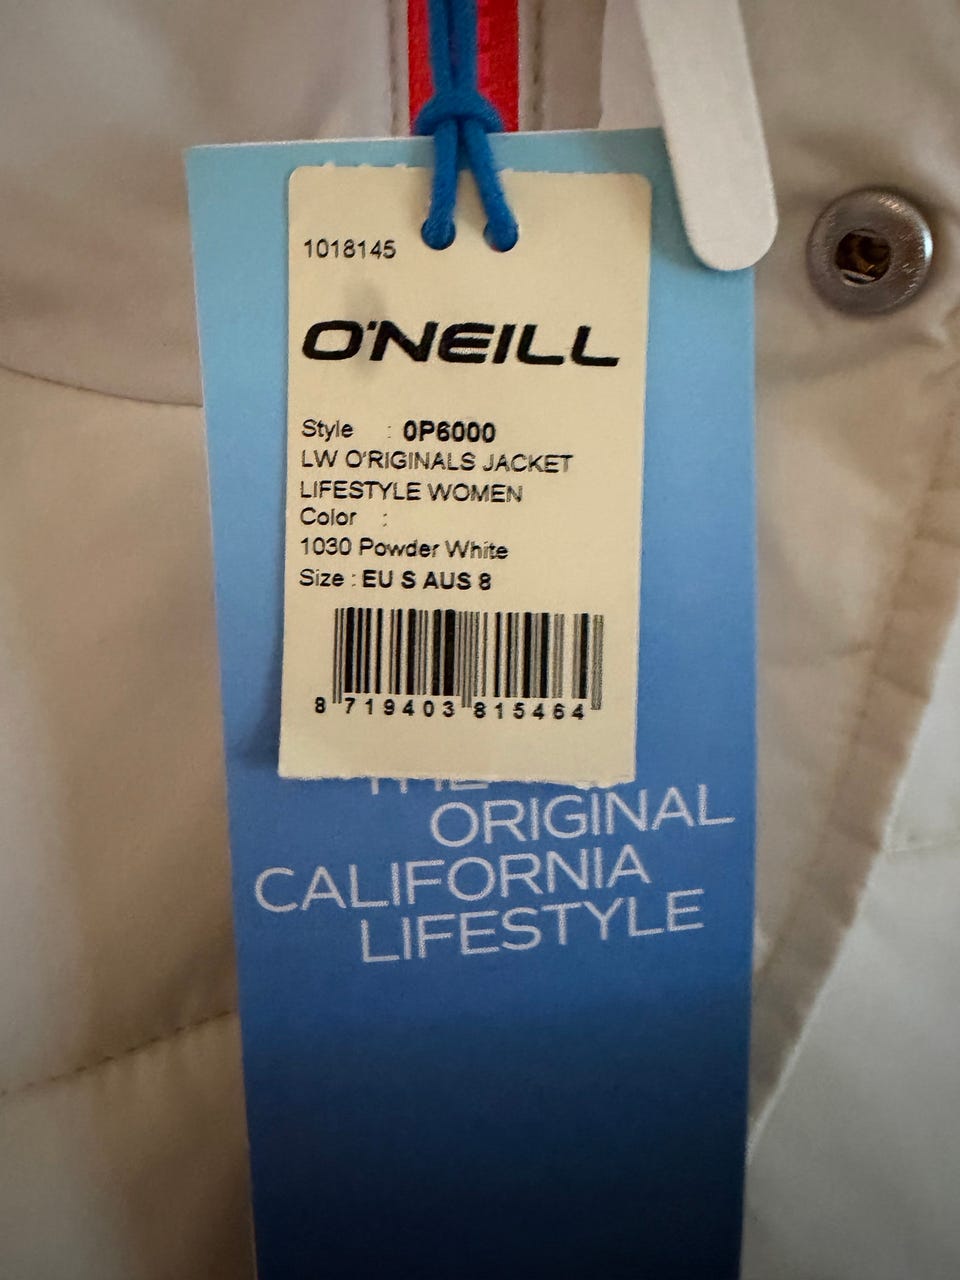 1018145
O'NEILL
Style : 0P6000
LW O'RIGINALS JACKET
LIFESTYLE WOMEN
Color :
1030 Powder White
Size : EU S AUS 8
8 719403 815464
ORIGINAL
CALIFORNIA
LIFESTYLE